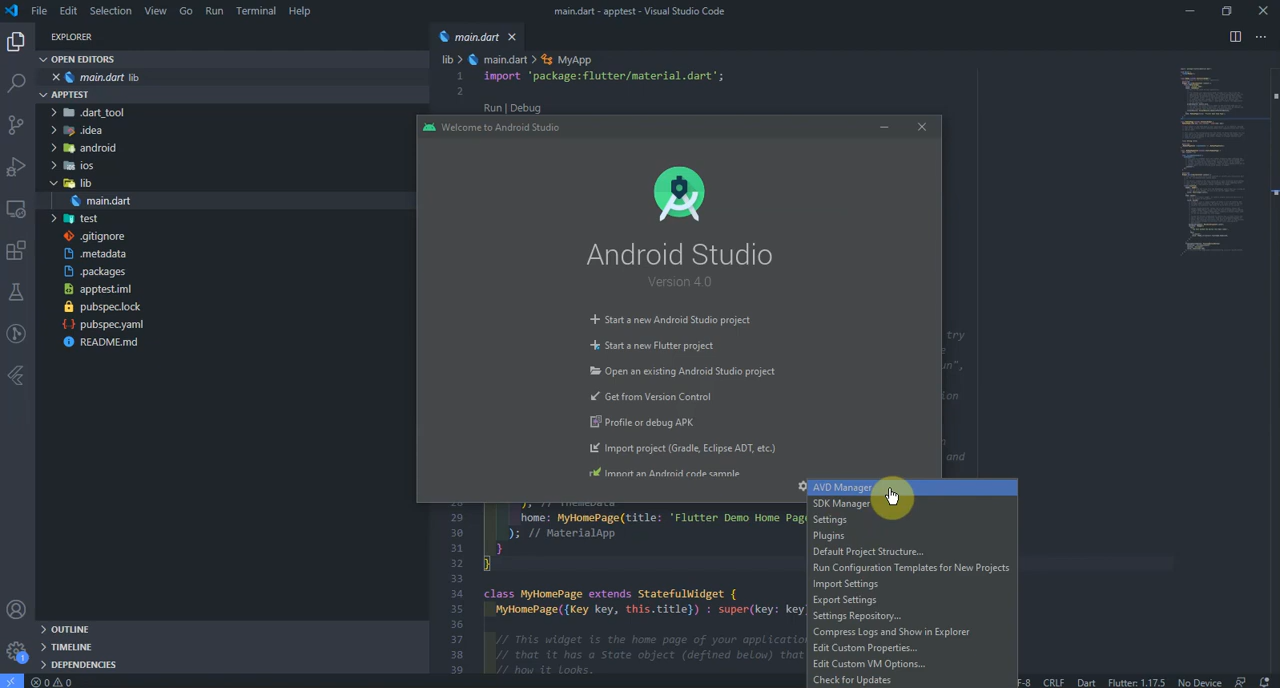 File Edit Selection View Go Run Terminal Help
main.dart - apptest - Visual Studio Code
EXPLORER
OPEN EDITORS
main.dart lib
APPTEST
.dart_tool
.idea
android
ios
lib
main.dart
test
.gitignore
.metadata
.packages
apptest.iml
pubspec.lock
pubspec.yaml
README.md
OUTLINE
TIMELINE
DEPENDENCIES
main.dart
lib > main.dart > MyApp
1 import 'package:flutter/material.dart';
2
Run | Debug
Welcome to Android Studio
Android Studio
Version 4.0
Start a new Android Studio project
Start a new Flutter project
Open an existing Android Studio project
Get from Version Control
Profile or debug APK
Import project (Gradle, Eclipse ADT, etc.)
Import an Android code sample
try
and
AVD Manager
SDK Manager
Settings
Plugins
Default Project Structure...
Run Configuration Templates for New Projects
Import Settings
Export Settings
Settings Repository...
Compress Logs and Show in Explorer
Edit Custom Properties...
Edit Custom VM Options...
Check for Updates
28 ), // ThemeData
29 home: MyHomePage(title: 'Flutter Demo Home Pag
30 ); // MaterialApp
31 }
32 }
33
34 class MyHomePage extends StatefulWidget {
35 MyHomePage({Key key, this.title}) : super(key: key
36
37 // This widget is the home page of your applicatio
38 // that it has a State object (defined below) that
39 // how it looks.
1
0 0
F-8 CRLF Dart Flutter: 1.17.5 No Device